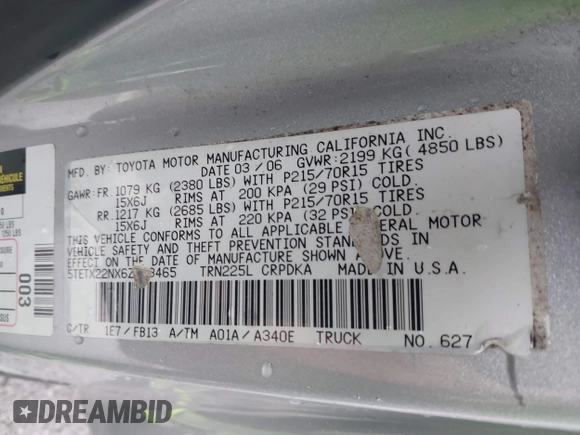 MFD. BY: TOYOTA MOTOR MANUFACTURING CALIFORNIA INC.
DATE 03 / 06 GVWR: 2199 KG( 4850 LBS)
GAWR: FR. 1079 KG (2380 LBS) WITH P215/70R15 TIRES
15X6J RIMS AT 200 KPA (29 PSI) COLD.
RR. 1217 KG (2685 LBS) WITH P215/70R15 TIRES
15X6J RIMS AT 220 KPA (32 PSI) COLD.
THIS VEHICLE CONFORMS TO ALL APPLICABLE MOTOR
VEHICLE SAFETY AND THEFT PREVENTION STANDARDS IN
EFFECT ON THE DATE OF MANUFACTURE SHOWN ABOVE.
TRN225L CRPDKA MADE IN U.S.A.
C/TR 1E7 / FB13 A/TM A01A / A340E TRUCK NO. 627
003
DREAMBID